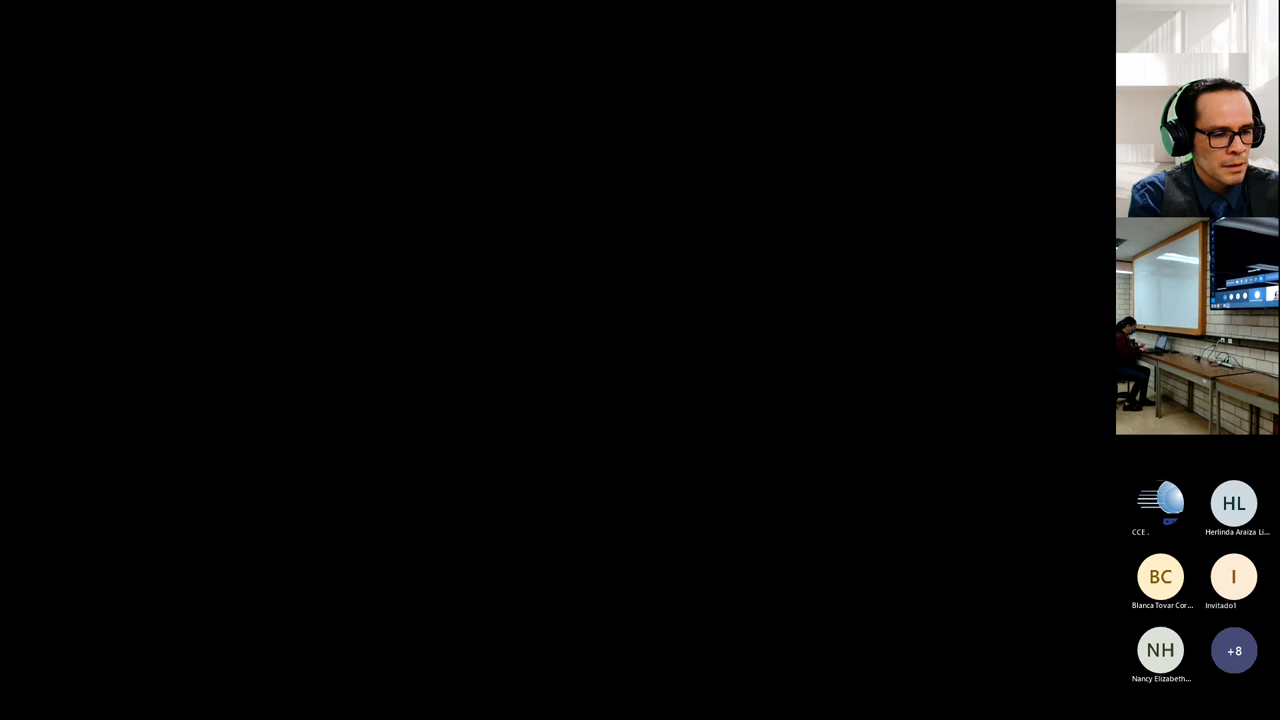 CCE .
HL
Herlinda Araiza Li...
BC
Blanca Tovar Cor...
I
Invitado1
NH
Nancy Elizabeth...
+8